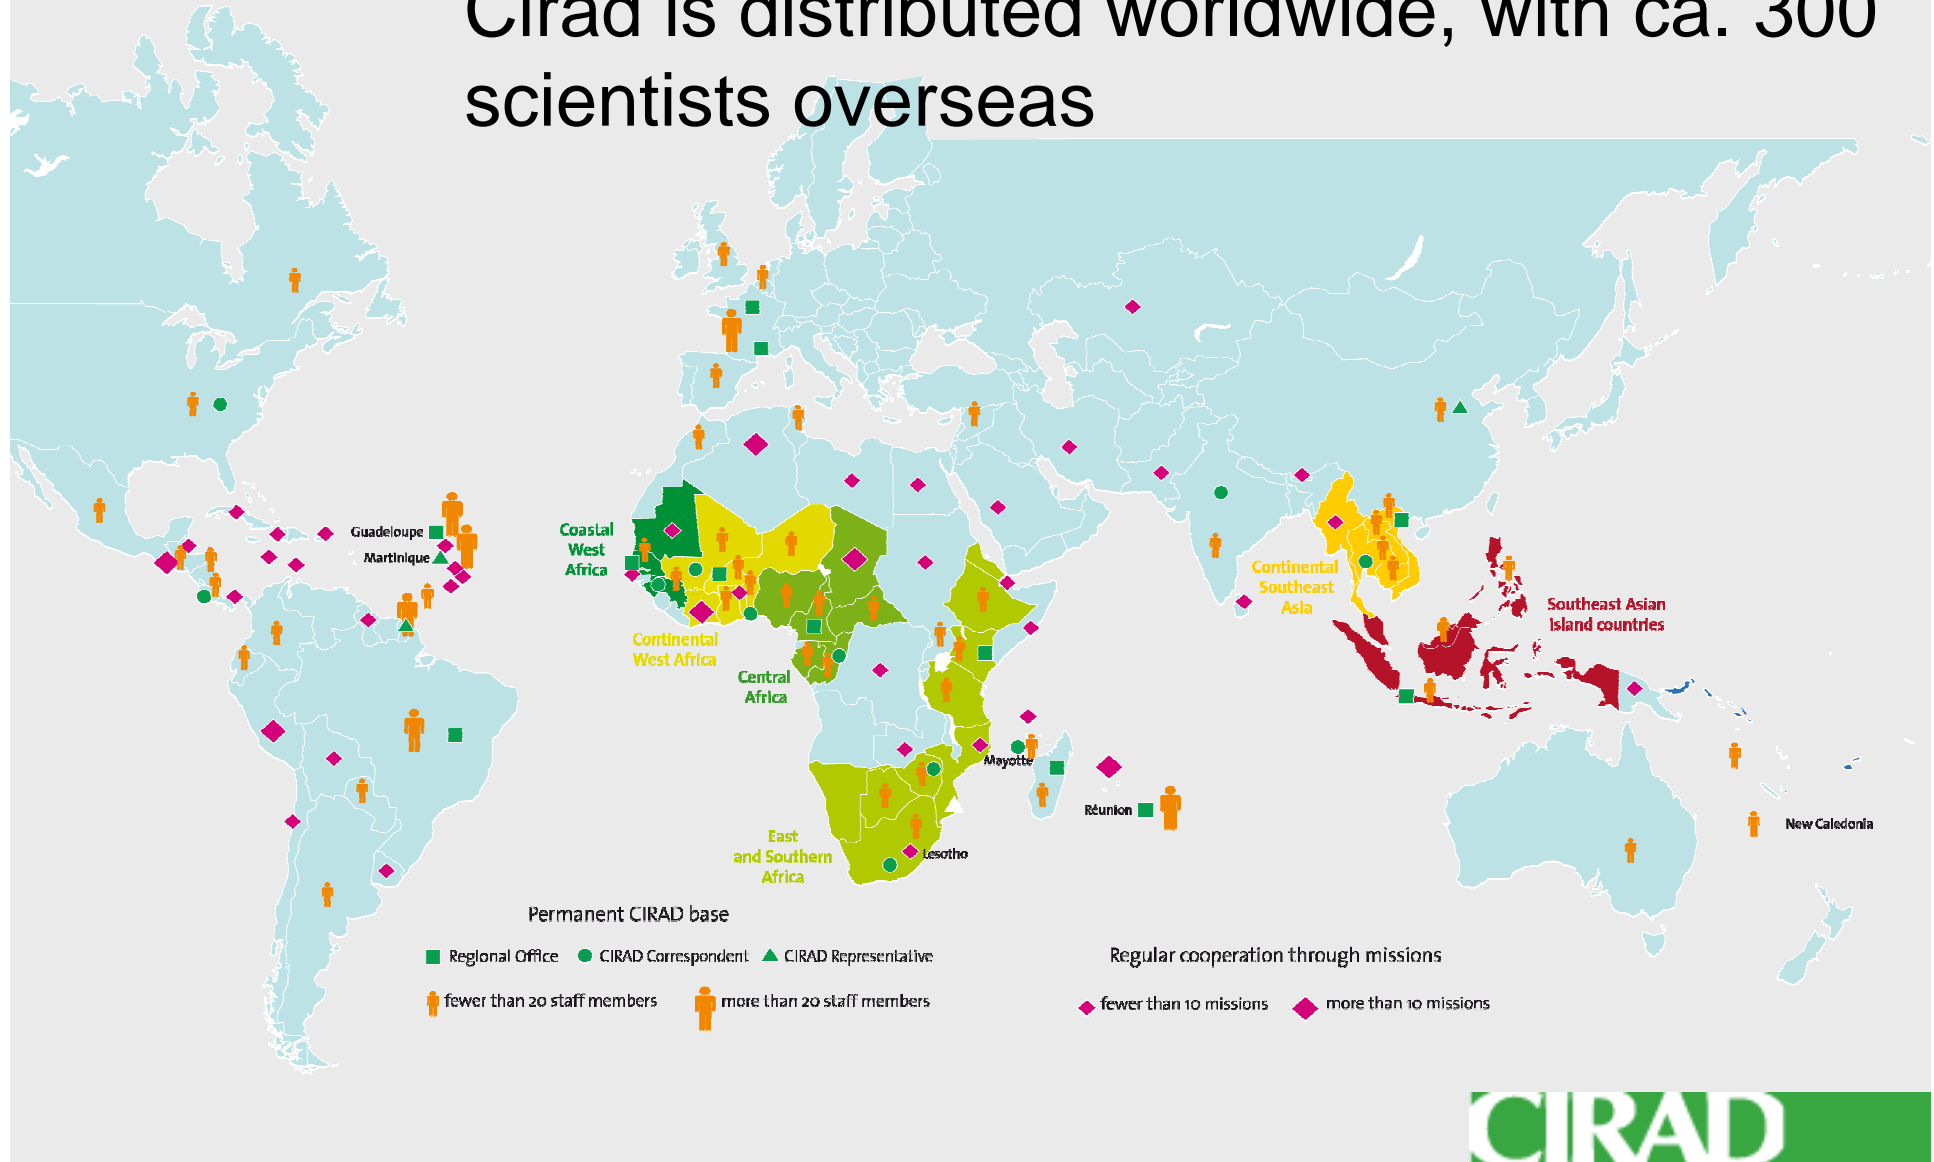 Cirad is distributed worldwide, with ca. 300
scientists overseas
Guadeloupe
Martinique
Coastal
West
Africa
Continental
West Africa
Central
Africa
East
and Southern
Africa
Mayotte
Réunion
Lesotho
Continental
Southeast
Asia
Southeast Asian
Island countries
New Caledonia
Permanent CIRAD base
Regional Office
CIRAD Correspondent
CIRAD Representative
fewer than 20 staff members
more than 20 staff members
Regular cooperation through missions
fewer than 10 missions
more than 10 missions
CIRAD